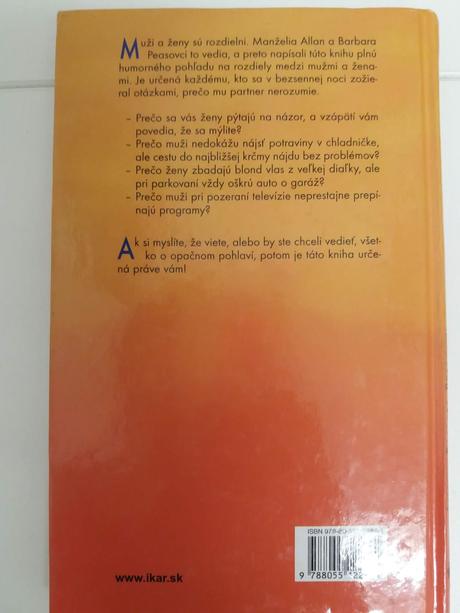 Muži a ženy sú rozdielni. Manželia Allan a Barbara
Peasovci to vedia, a preto napísali túto knihu plnú
humorného pohľadu na rozdiely medzi mužmi a žena-
mi. Je určená každému, kto sa v bezsennej noci zožie-
ral otázkami, prečo mu partner nerozumie.
– Prečo sa vás ženy pýtajú na názor, a vzápätí vám
povedia, že sa mýlite?
– Prečo muži nedokážu nájsť potraviny v chladničke,
ale cestu do najbližšej krčmy nájdu bez problémov?
– Prečo ženy zbadajú blond vlas z veľkej diaľky, ale
pri parkovaní vždy oškrú auto o garáž?
– Prečo muži pri pozeraní televízie neprestajne prepí-
najú programy?
Ak si myslíte, že viete, alebo by ste chceli vedieť, všet-
ko o opačnom pohlaví, potom je táto kniha urče-
ná práve vám!
ISBN
9 788055
www.ikar.sk